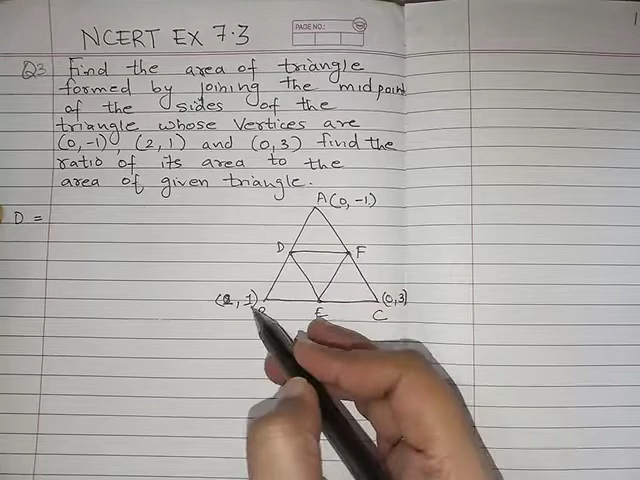 NCERT EX 7.3
PAGE NO.:
Q3 Find the area of triangle
formed by joining the midpoint
of the sides of the
triangle whose vertices are
(0,-1), (2,1) and (0,3) find the
ratio of its area to the
area of given triangle.
D =
A(0,-1)
D
F
(2,1)
(0,3)
B
E
C